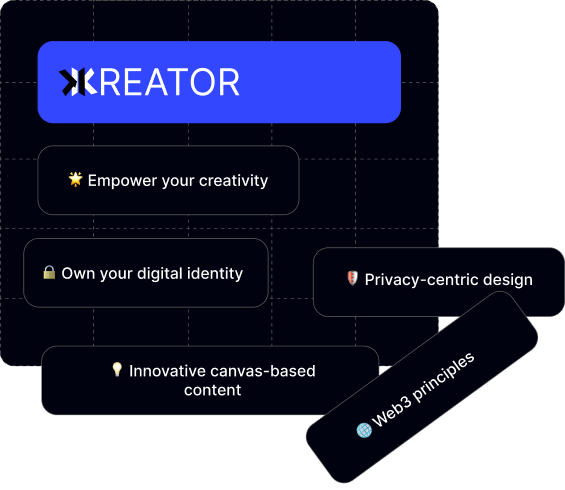 KREATOR
🌟 Empower your creativity
🔒 Own your digital identity
🛡️ Privacy-centric design
💡 Innovative canvas-based
content
🌐 Web3 principles